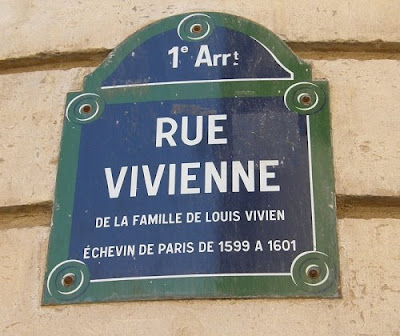 1e Arrt
RUE
VIVIENNE
DE LA FAMILLE DE LOUIS VIVIEN
ÉCHEVIN DE PARIS DE 1599 A 1601